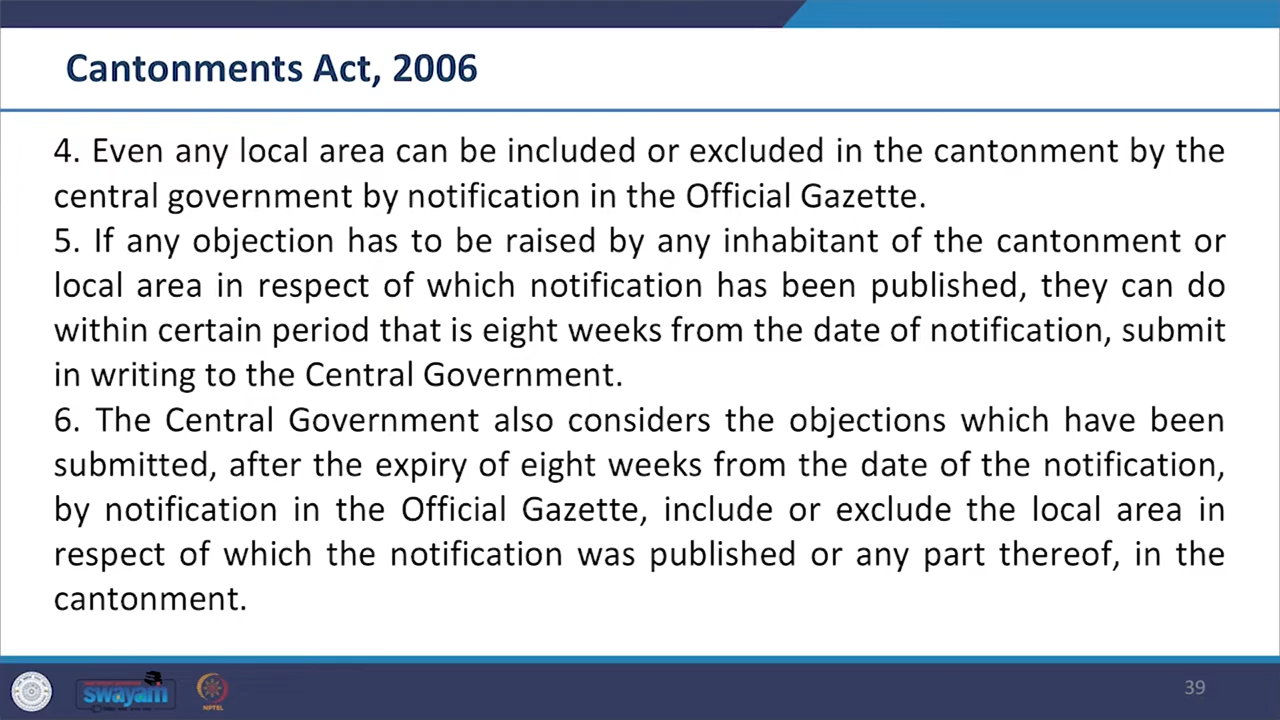 Cantonments Act, 2006
4. Even any local area can be included or excluded in the cantonment by the
central government by notification in the Official Gazette.
5. If any objection has to be raised by any inhabitant of the cantonment or
local area in respect of which notification has been published, they can do
within certain period that is eight weeks from the date of notification, submit
in writing to the Central Government.
6. The Central Government also considers the objections which have been
submitted, after the expiry of eight weeks from the date of the notification,
by notification in the Official Gazette, include or exclude the local area in
respect of which the notification was published or any part thereof, in the
cantonment.
swayam
NPTEL
39